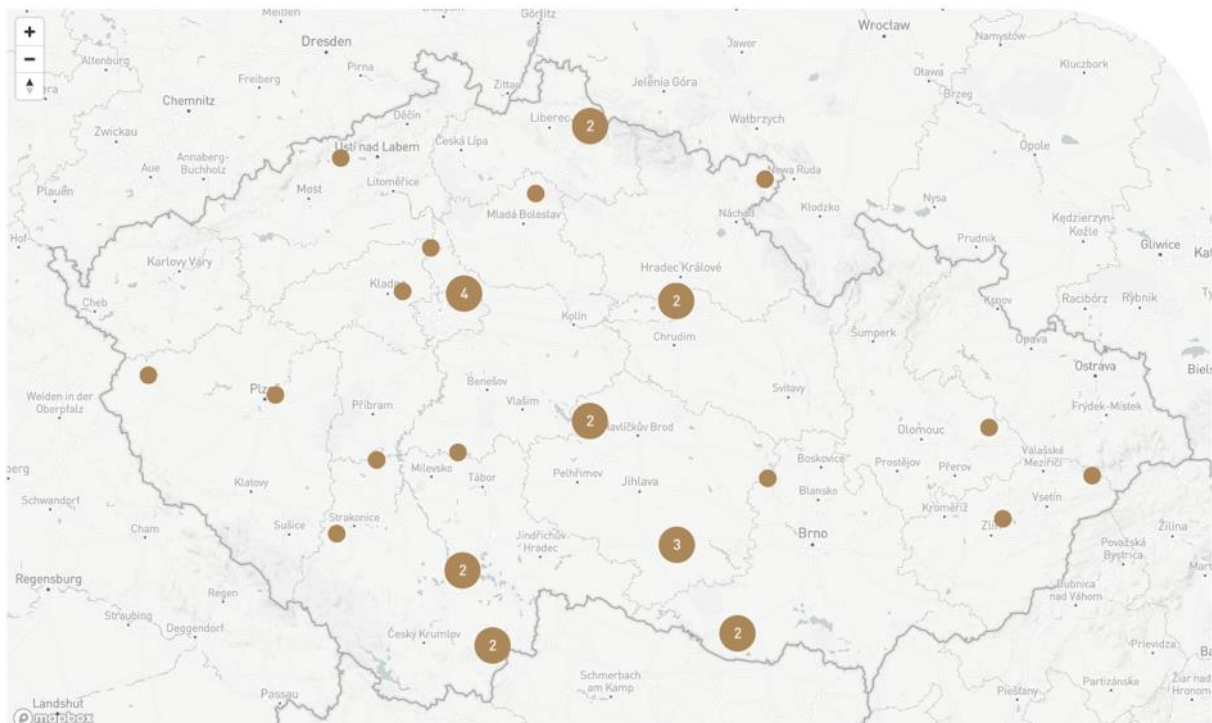 Meißen
Görlitz
Wrocław
Namysłów
+
Dresden
Jawor
−
Altenburg
Pirna
Kluczbork
Freiberg
Zittau
Jelenia Góra
Oława
Brzeg
Chemnitz
Děčín
Liberec
2
Wałbrzych
Zwickau
Ústí nad Labem
Česká Lípa
Opole
Annaberg-
Buchholz
Aue
Nowa Ruda
Plauen
Most
Litoměřice
Nysa
Kłodzko
Mladá Boleslav
Náchod
Kędzierzyn-
Koźle
Hof
Prudnik
Gliwice
Karlovy Vary
Hradec Králové
Cheb
4
2
Krnov
Racibórz
Rybnik
Kolín
Chrudim
Šumperk
Opava
Ostrava
Benešov
Svitavy
Weiden in der
Oberpfalz
Vlašim
Příbram
Frýdek-Místek
2
Olomouc
Boskovice
Valašské
Meziříčí
Milevsko
Tábor
Pelhřimov
Jihlava
Prostějov
Přerov
Klatovy
Blansko
Schwandorf
Vsetín
Kroměříž
Strakonice
Sušice
Cham
Jindřichův
Hradec
3
Brno
Žilina
Považská
Bystrica
2
Regensburg
Regen
Dubnica
nad Váhom
Straubing
Deggendorf
Český Krumlov
2
2
Prievidza
Schmerbach
am Kamp
Partizánske
Žiar nad
Passau
Piešťany
Landshut
mapbox